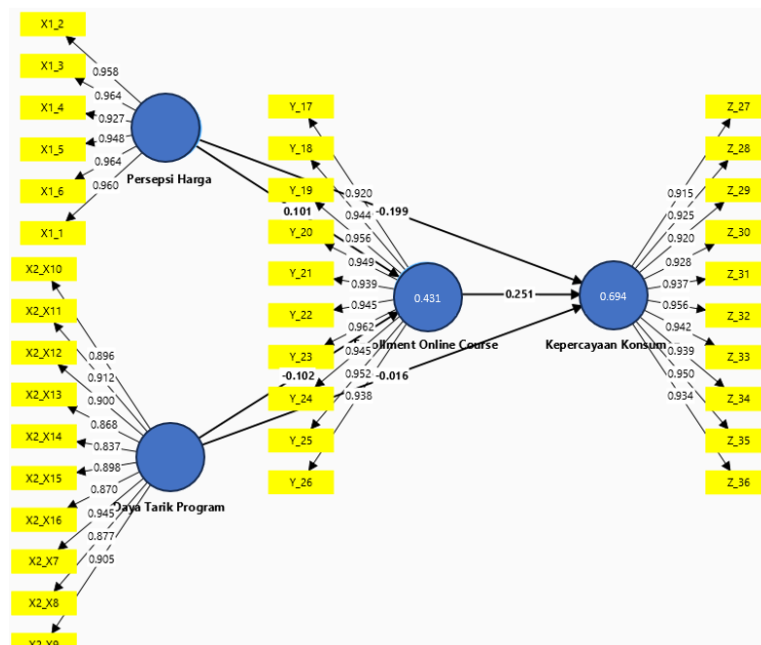 X1_2
X1_3
X1_4
X1_5
X1_6
X1_1
0.958
0.964
0.927
0.948
0.964
0.960
Persepsi Harga
X2_X10
X2_X11
X2_X12
X2_X13
X2_X14
X2_X15
X2_X16
X2_X7
X2_X8
X2_X9
0.896
0.912
0.900
0.868
0.837
0.898
0.870
0.945
0.877
0.905
Daya Tarik Program
Y_17
Y_18
Y_19
Y_20
Y_21
Y_22
Y_23
Y_24
Y_25
Y_26
0.920
0.944
0.956
0.949
0.939
0.945
0.962
0.945
0.952
0.938
0.101
-0.199
-0.102
-0.016
0.251
0.431
ollment Online Course
0.694
Kepercayaan Konsum
Z_27
Z_28
Z_29
Z_30
Z_31
Z_32
Z_33
Z_34
Z_35
Z_36
0.915
0.925
0.920
0.928
0.937
0.956
0.942
0.939
0.950
0.934